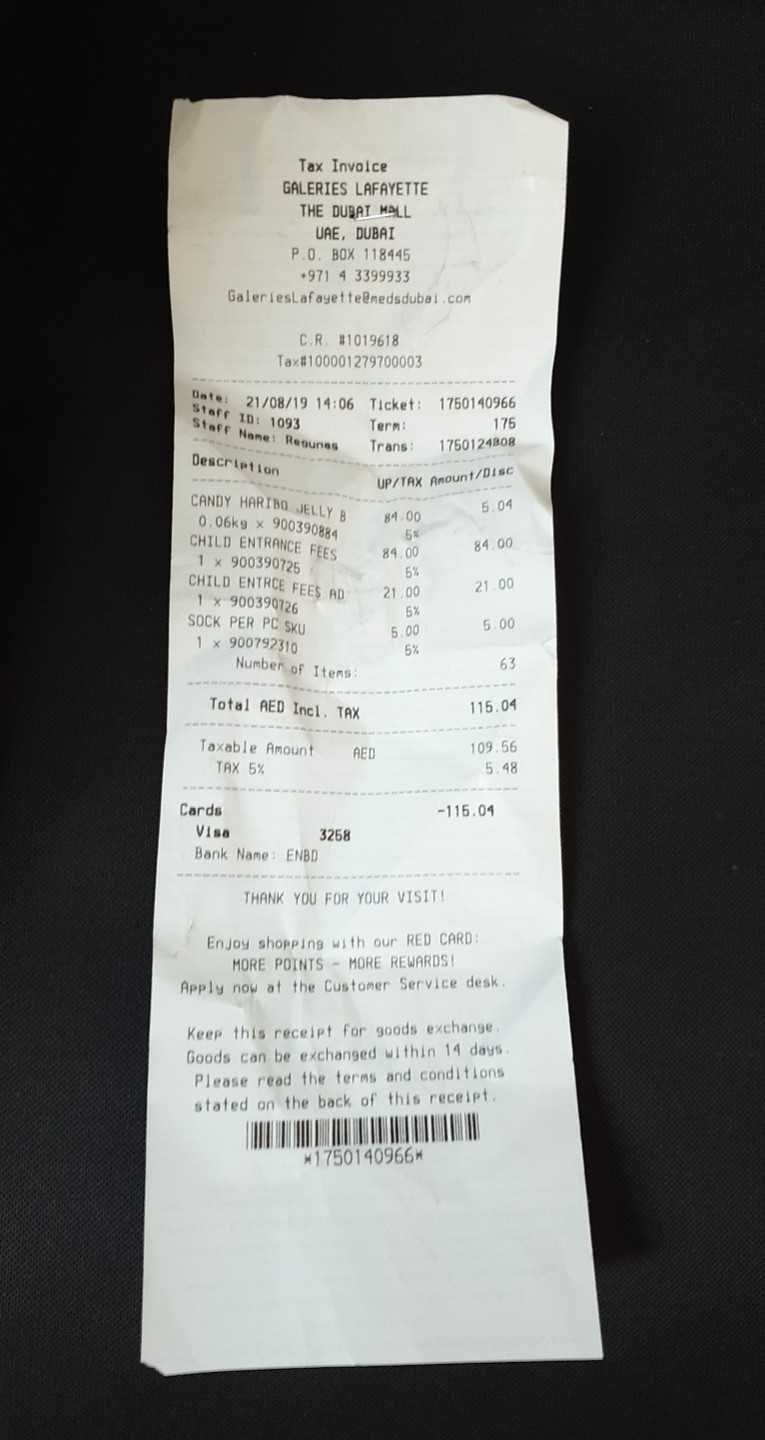 Tax Invoice
GALERIES LAFAYETTE
THE DUBAI MALL
UAE, DUBAI
P.O. BOX 118445
+971 4 3399933
GaleriesLafayette@medsdubai.com
C.R. #1019618
Tax#100001279700003
Date: 21/08/19 14:06 Ticket: 1750140966
Staff ID: 1093 Term: 175
Staff Name: Regunas Trans: 1750124808
Description UP/TAX Amount/Disc
CANDY HARIBO JELLY B 84.00 5.04
0.06kg x 900390884 5%
CHILD ENTRANCE FEES 84.00 84.00
1 x 900390725 5%
CHILD ENTRCE FEES AD 21.00 21.00
1 x 900390726 5%
SOCK PER PC SKU 5.00 5.00
1 x 900792310 5%
Number of Items: 63
Total AED Incl. TAX 115.04
Taxable Amount AED 109.56
TAX 5% 5.48
Cards -115.04
Visa 3258
Bank Name: ENBD
THANK YOU FOR YOUR VISIT!
Enjoy shopping with our RED CARD:
MORE POINTS - MORE REWARDS!
Apply now at the Customer Service desk.
Keep this receipt for goods exchange.
Goods can be exchanged within 14 days.
Please read the terms and conditions
stated on the back of this receipt.
*1750140966*